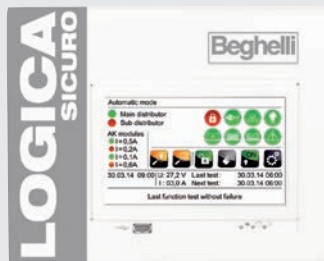 LOGICA
SICURO
Beghelli
Automatic mode
Main distributor
Sub distributor
AK modules
I = 0,5A
I = 0,2A
I = 0,1A
I = 0,6A
30.03.14 09:00 U: 27,2 V Last test: 30.03.14 06:00
I : 03,0 A Next test: 30.03.14 06:00
Last function test without failure